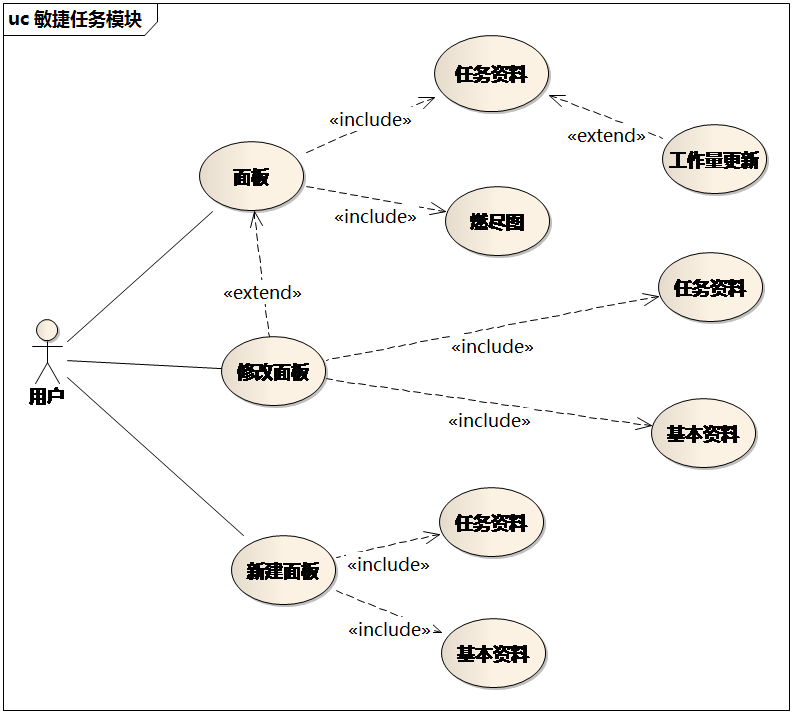 uc 敏捷任务模块
任务资料
«include»
«extend»
工作量更新
面板
«include»
燃尽图
«extend»
任务资料
«include»
用户
修改面板
«include»
基本资料
任务资料
«include»
新建面板
«include»
基本资料